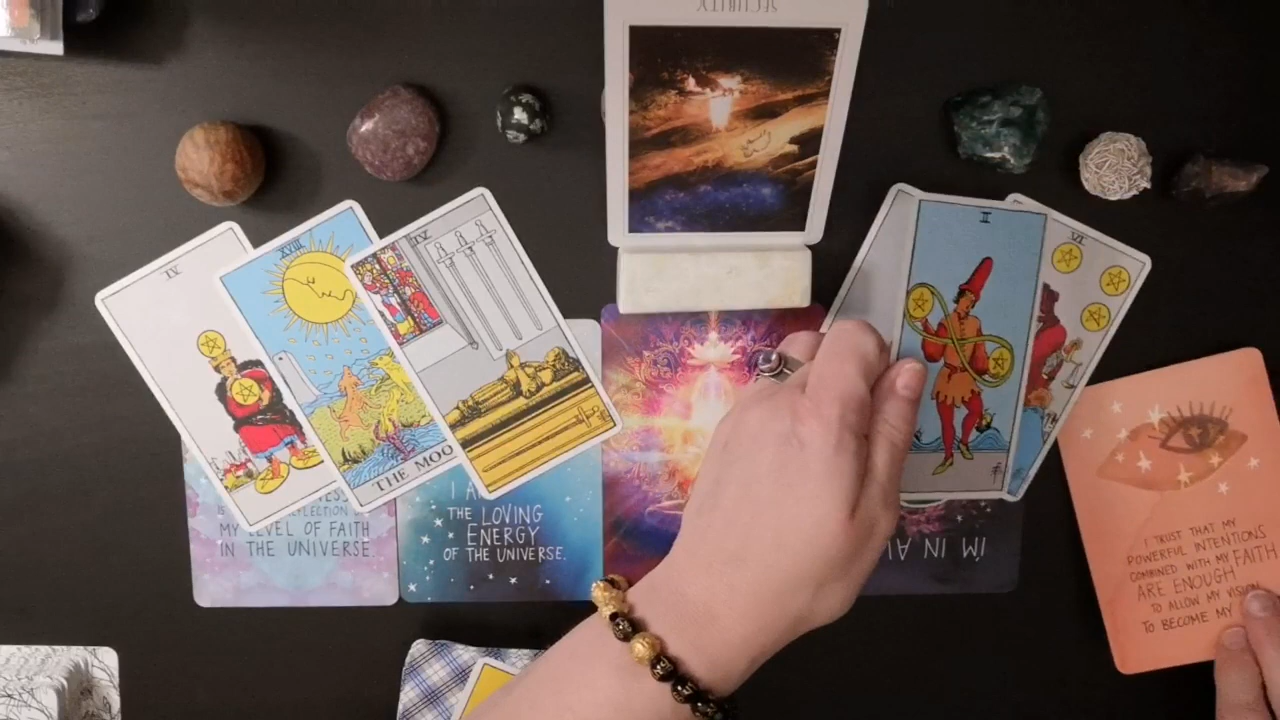 SECURITY
IV
XVIII
THE MOO
IV
II
VI
MY LEVEL OF FAITH
IN THE UNIVERSE.
I A
THE LOVING
ENERGY
OF THE UNIVERSE.
I'M IN AL
I TRUST THAT MY
POWERFUL INTENTIONS
COMBINED WITH MY FAITH
ARE ENOUGH
TO ALLOW MY VISION
TO BECOME MY